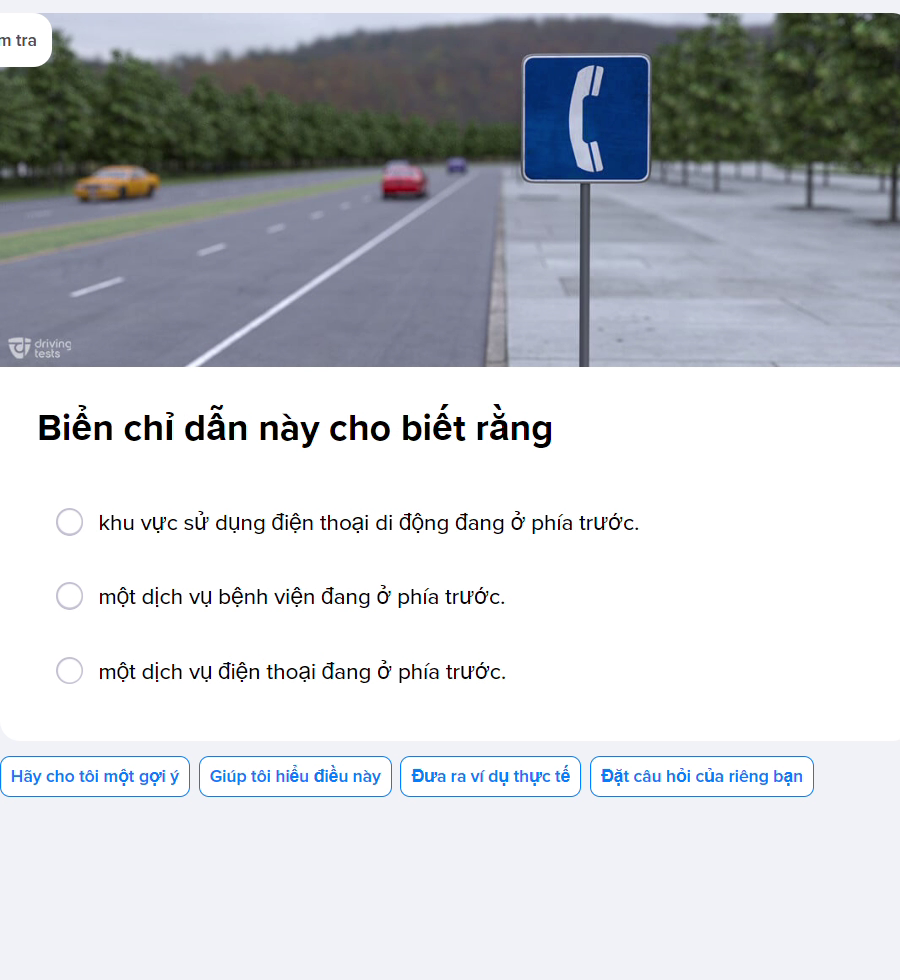 m tra
driving
tests
Biển chỉ dẫn này cho biết rằng
khu vực sử dụng điện thoại di động đang ở phía trước.
một dịch vụ bệnh viện đang ở phía trước.
một dịch vụ điện thoại đang ở phía trước.
Hãy cho tôi một gợi ý
Giúp tôi hiểu điều này
Đưa ra ví dụ thực tế
Đặt câu hỏi của riêng bạn